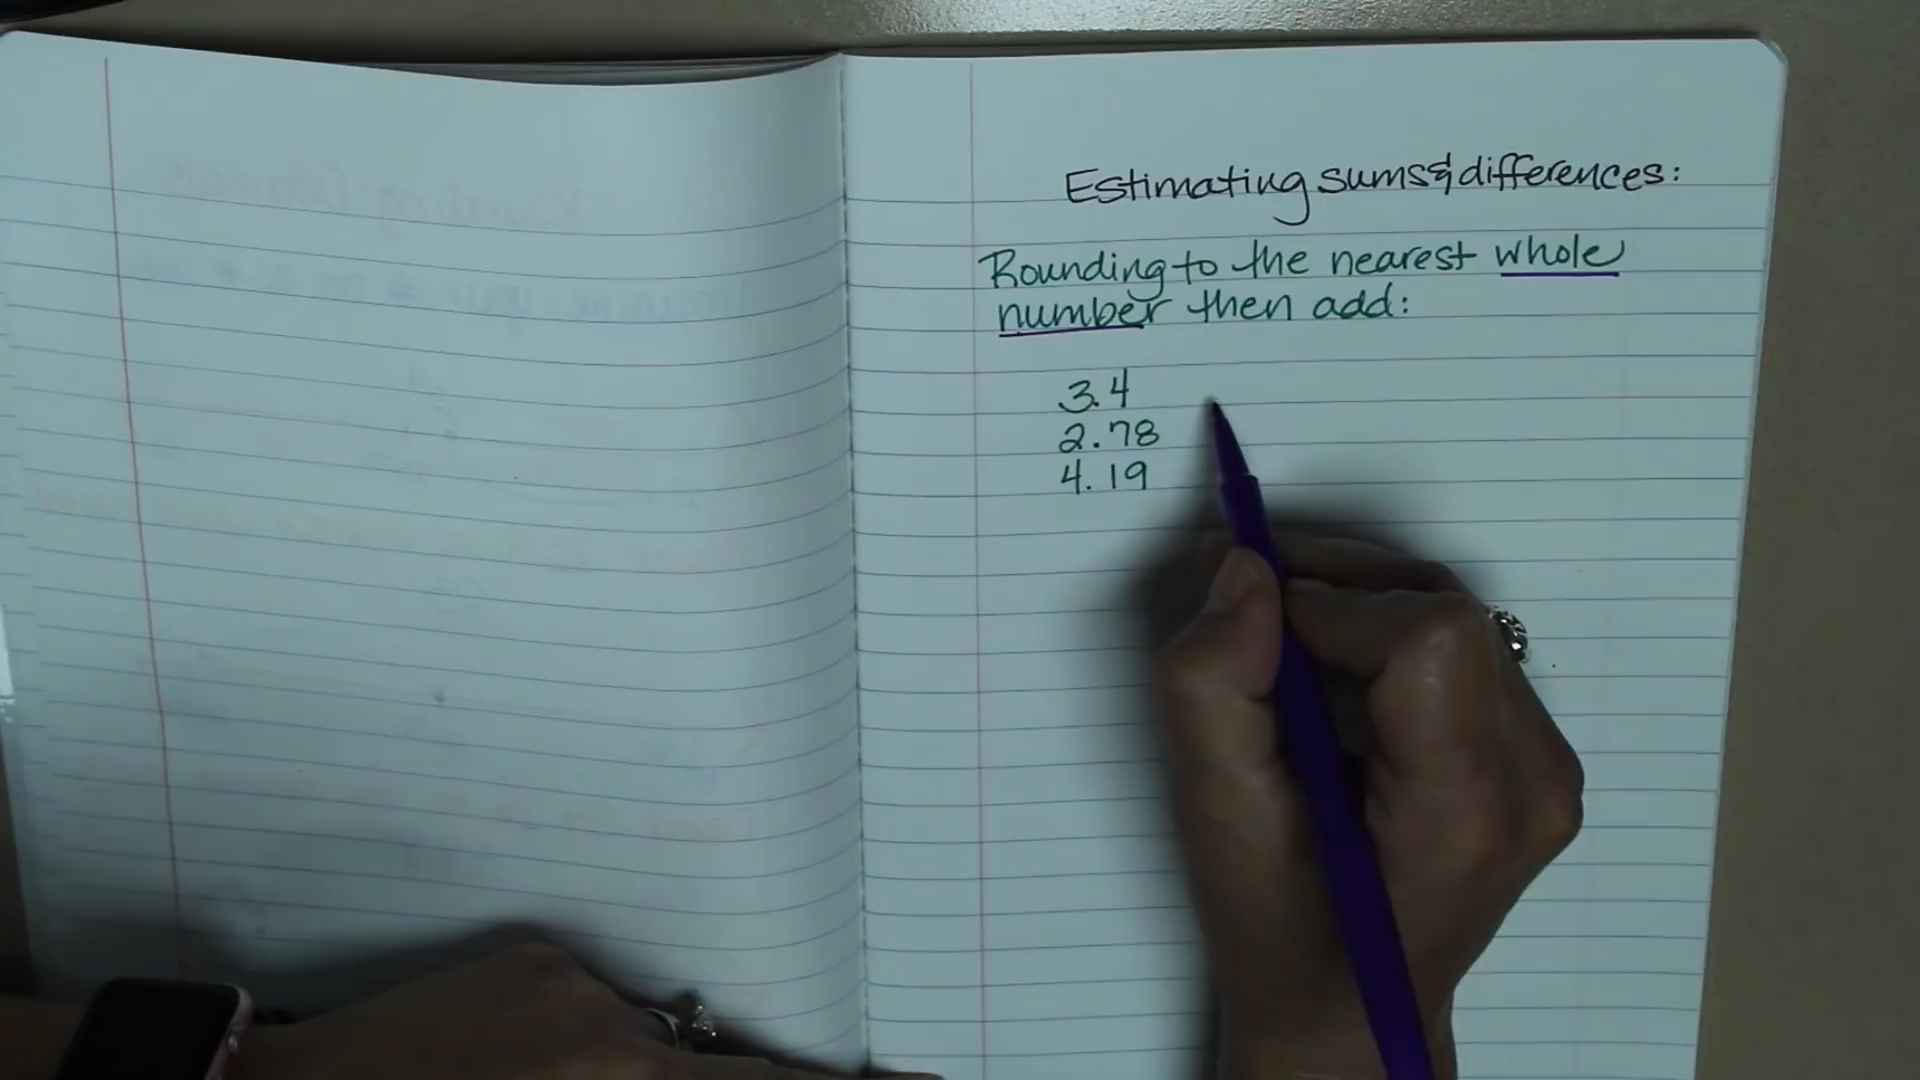 Estimating sums & differences:
Rounding to the nearest whole
number then add:
3.4
2.78
4.19